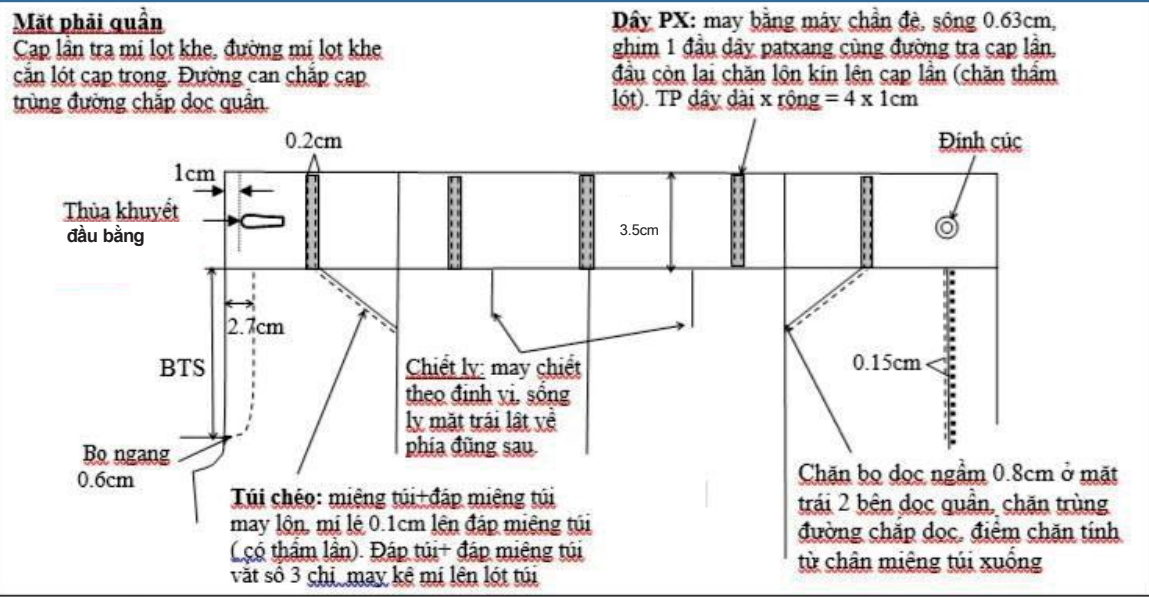 Mặt phải quần
Cạp lần tra mí lọt khe, đường mí lọt khe
cắn lót cạp trong. Đường can chắp cạp
trùng đường chắp dọc quần
Dây PX: may bằng máy chần đè, sông 0.63cm,
ghim 1 đầu dây patxang cùng đường tra cạp lần,
đầu còn lại chặn lộn kín lên cạp lần (chặn thấm
lót). TP dây dài x rộng = 4 x 1cm
0.2cm
Đính cúc
1cm
Thùa khuyết
đầu bằng
3.5cm
2.7cm
BTS
0.15cm
Chiết ly: may chiết
theo định vị, sống
ly mặt trái lật về
phía đũng sau.
Bọ ngang
0.6cm
Túi chéo: miệng túi+đáp miệng túi
may lộn, mí lé 0.1cm lên đáp miệng túi
( có thấm lần). Đáp túi+ đáp miệng túi
vắt sổ 3 chỉ may kê mí lên lót túi
Chặn bọ dọc ngầm 0.8cm ở mặt
trái 2 bên dọc quần, chặn trùng
đường chắp dọc, điểm chặn tính
từ chân miệng túi xuống